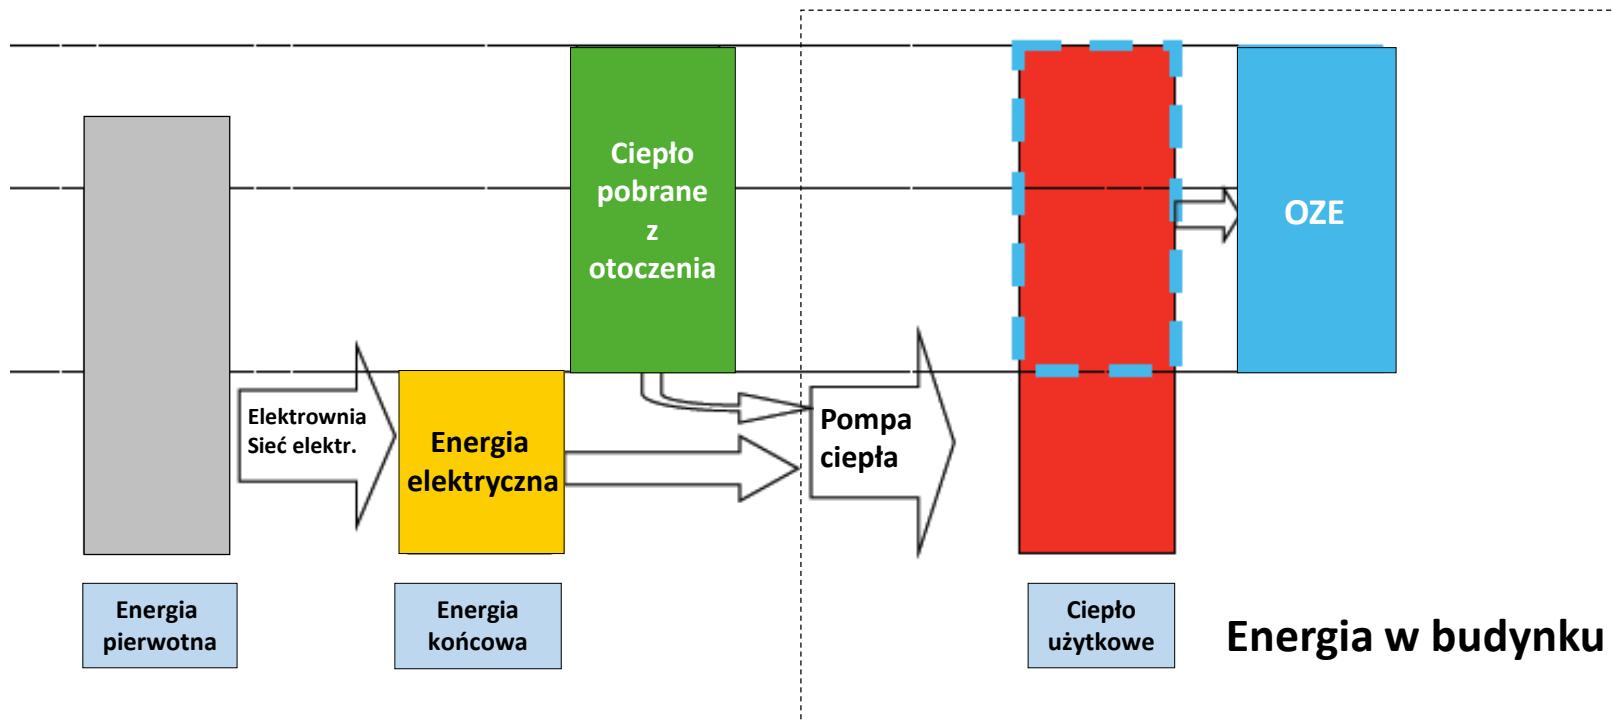 Ciepło
pobrane
z
otoczenia
OZE
Elektrownia
Sieć elektr.
Energia
elektryczna
Pompa
ciepła
Energia
pierwotna
Energia
końcowa
Ciepło
użytkowe
Energia w budynku